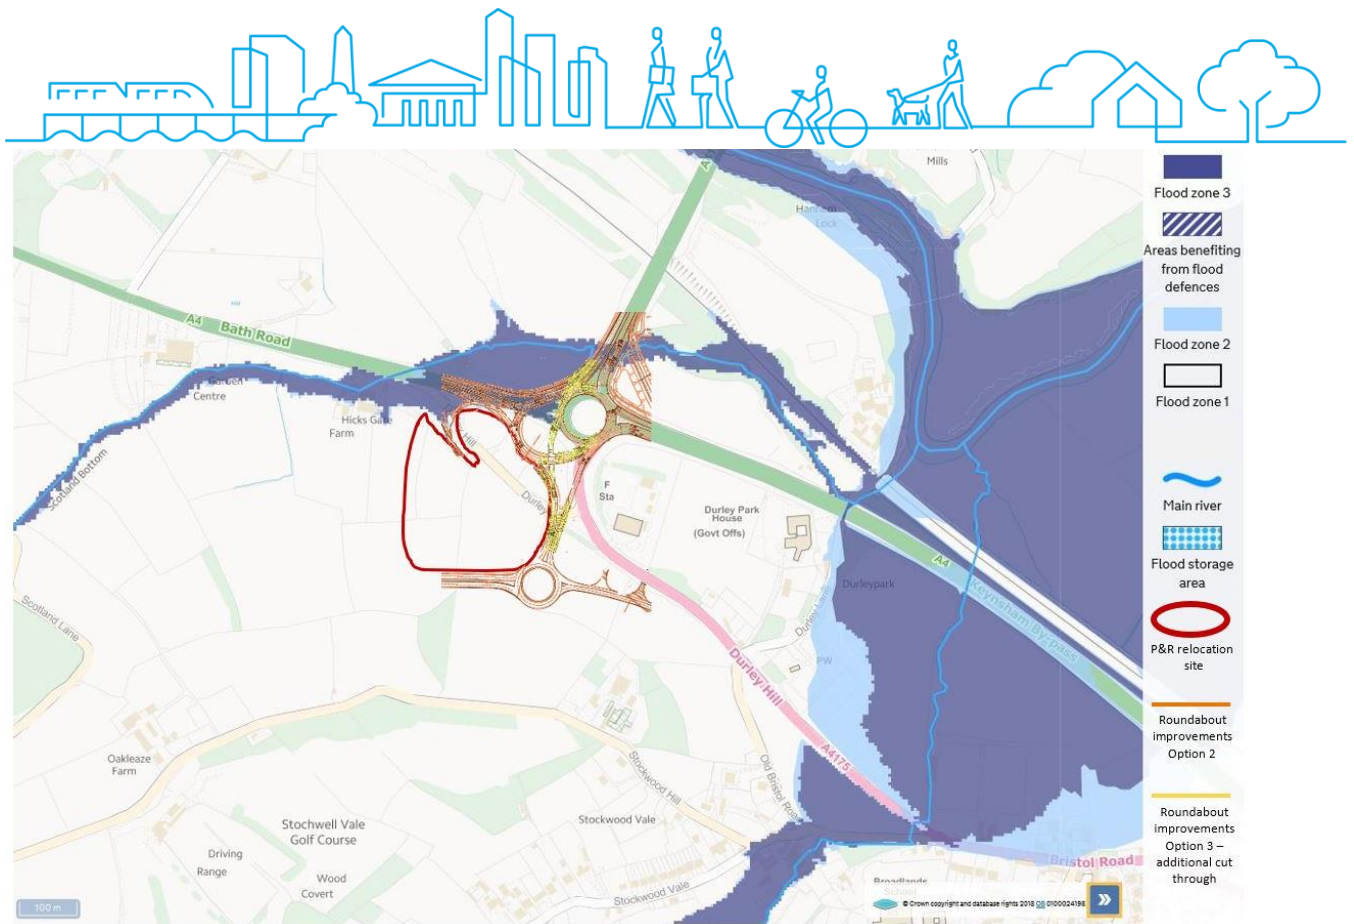 Mills
Hanham
Lock
A4 Bath Road
Garden
Centre
Hicks Gate
Farm
Hill
Durley
Scotland Bottom
F
Sta
Durley Park
House
(Govt Offs)
A4
Keynsham By-pass
Durleypark
Scotland Lane
PW
Durley Hill
A4175
Oakleaze
Farm
Stockwood Hill
Old Bristol Road
Stochwell Vale
Golf Course
Stockwood Vale
Driving
Range
Wood
Covert
Stockwood Vale
Bristol Road
Broadlands
School
100 m
© Crown copyright and database rights 2018 OS 0100024198
Flood zone 3
Areas benefiting
from flood
defences
Flood zone 2
Flood zone 1
Main river
Flood storage
area
P&R relocation
site
Roundabout
improvements
Option 2
Roundabout
improvements
Option 3 –
additional cut
through